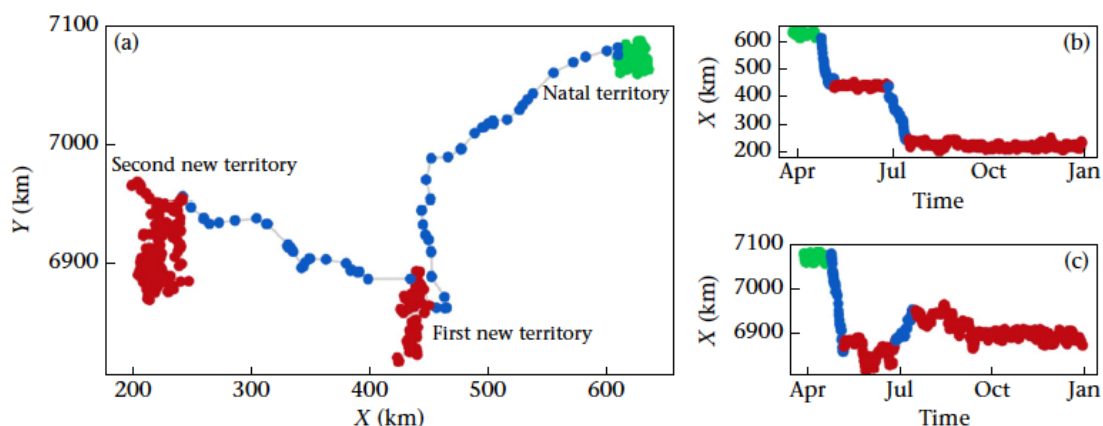 7100
(a)
Natal territory
7000
Second new territory
Y (km)
6900
First new territory
200 300 400 500 600
X (km)
600
(b)
500
400
300
200
X (km)
Apr Jul Oct Jan
Time
7100
(c)
7000
6900
X (km)
Apr Jul Oct Jan
Time